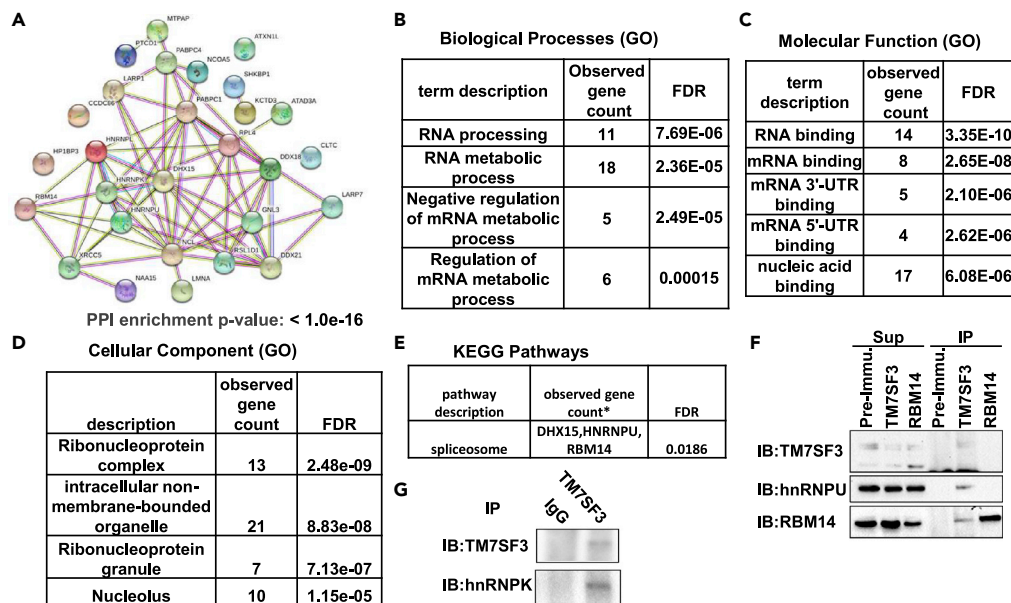 A
MTPAP
PTCD1
PABPC4
ATXN1L
NCOA5
LARP1
SHKBP1
CCDC86
PABPC1
KCTD3
ATAD3A
HNRNPL
RPL4
HP1BP3
DDX18
CLTC
HNRNPK
DHX15
RBM14
LARP7
HNRNPU
GNL3
NCL
XRCC5
RSL1D1
DDX21
NAA15
LMNA
PPI enrichment p-value: < 1.0e-16
B
Biological Processes (GO)
term description
Observed gene count
FDR
RNA processing 11 7.69E-06
RNA metabolic process 18 2.36E-05
Negative regulation of mRNA metabolic process 5 2.49E-05
Regulation of mRNA metabolic process 6 0.00015
C
Molecular Function (GO)
term description
observed gene count
FDR
RNA binding 14 3.35E-10
mRNA binding 8 2.65E-08
mRNA 3'-UTR binding 5 2.10E-06
mRNA 5'-UTR binding 4 2.62E-06
nucleic acid binding 17 6.08E-06
D
Cellular Component (GO)
description
observed gene count
FDR
Ribonucleoprotein complex 13 2.48e-09
intracellular non-membrane-bounded organelle 21 8.83e-08
Ribonucleoprotein granule 7 7.13e-07
Nucleolus 10 1.15e-05
E
KEGG Pathways
pathway description
observed gene count*
FDR
spliceosome
DHX15,HNRNPU,
RBM14
0.0186
F
Sup IP
Pre-Immu. TM7SF3 RBM14 Pre-Immu. TM7SF3 RBM14
IB:TM7SF3
IB:hnRNPU
IB:RBM14
G
IP IgG TM7SF3
IB:TM7SF3
IB:hnRNPK